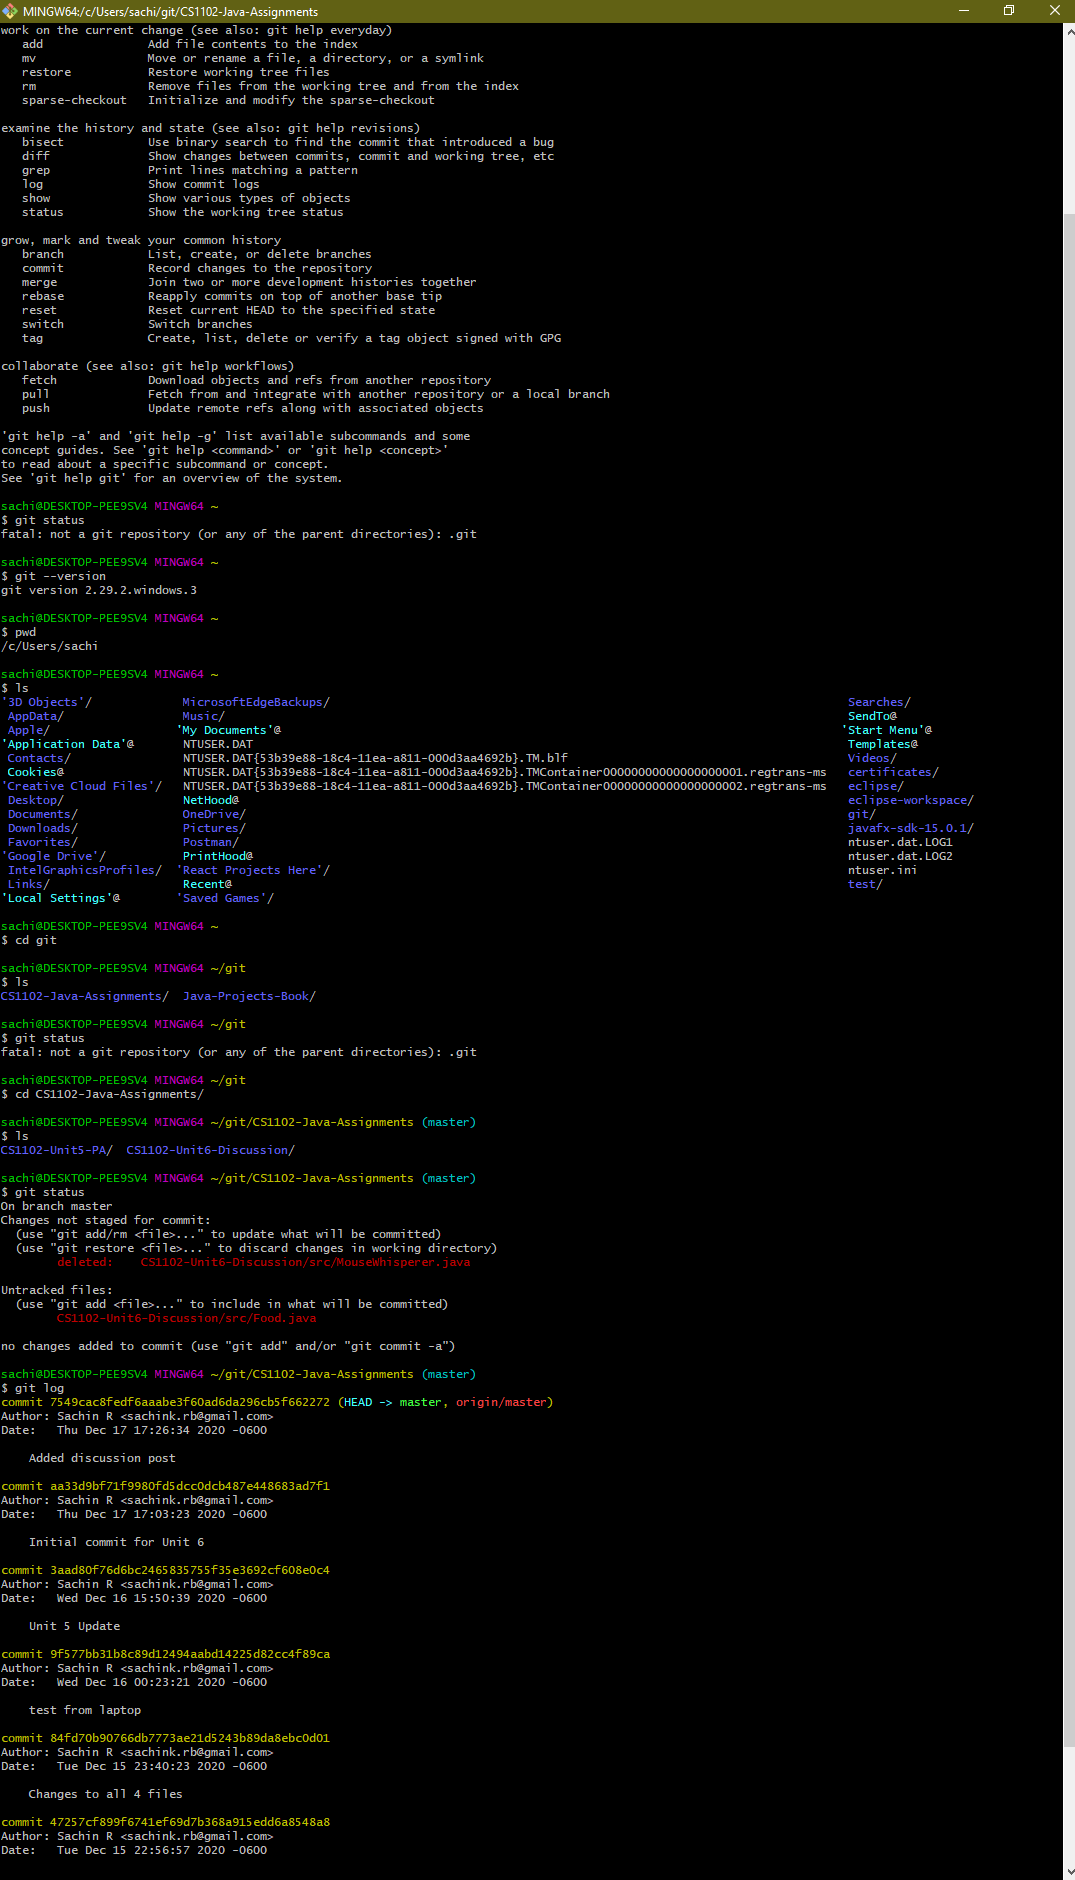 MINGW64:/c/Users/sachi/git/CS1102-Java-Assignments
work on the current change (see also: git help everyday)
   add               Add file contents to the index
   mv                Move or rename a file, a directory, or a symlink
   restore           Restore working tree files
   rm                Remove files from the working tree and from the index
   sparse-checkout   Initialize and modify the sparse-checkout

examine the history and state (see also: git help revisions)
   bisect            Use binary search to find the commit that introduced a bug
   diff              Show changes between commits, commit and working tree, etc
   grep              Print lines matching a pattern
   log               Show commit logs
   show              Show various types of objects
   status            Show the working tree status

grow, mark and tweak your common history
   branch            List, create, or delete branches
   commit            Record changes to the repository
   merge             Join two or more development histories together
   rebase            Reapply commits on top of another base tip
   reset             Reset current HEAD to the specified state
   switch            Switch branches
   tag               Create, list, delete or verify a tag object signed with GPG

collaborate (see also: git help workflows)
   fetch             Download objects and refs from another repository
   pull              Fetch from and integrate with another repository or a local branch
   push              Update remote refs along with associated objects

'git help -a' and 'git help -g' list available subcommands and some
concept guides. See 'git help <command>' or 'git help <concept>'
to read about a specific subcommand or concept.
See 'git help git' for an overview of the system.

sachi@DESKTOP-PEE9SV4 MINGW64 ~
$ git status
fatal: not a git repository (or any of the parent directories): .git

sachi@DESKTOP-PEE9SV4 MINGW64 ~
$ git --version
git version 2.29.2.windows.3

sachi@DESKTOP-PEE9SV4 MINGW64 ~
$ pwd
/c/Users/sachi

sachi@DESKTOP-PEE9SV4 MINGW64 ~
$ ls
'3D Objects'/             MicrosoftEdgeBackups/                                                                          Searches/
 AppData/                 Music/                                                                                         SendTo@
 Apple/                  'My Documents'@                                                                                'Start Menu'@
'Application Data'@       NTUSER.DAT                                                                                     Templates@
 Contacts/                NTUSER.DAT{53b39e88-18c4-11ea-a811-000d3aa4692b}.TM.blf                                        Videos/
 Cookies@                 NTUSER.DAT{53b39e88-18c4-11ea-a811-000d3aa4692b}.TMContainer00000000000000000001.regtrans-ms   certificates/
'Creative Cloud Files'/   NTUSER.DAT{53b39e88-18c4-11ea-a811-000d3aa4692b}.TMContainer00000000000000000002.regtrans-ms   eclipse/
 Desktop/                 NetHood@                                                                                       eclipse-workspace/
 Documents/               OneDrive/                                                                                      git/
 Downloads/               Pictures/                                                                                      javafx-sdk-15.0.1/
 Favorites/               Postman/                                                                                       ntuser.dat.LOG1
'Google Drive'/           PrintHood@                                                                                     ntuser.dat.LOG2
 IntelGraphicsProfiles/  'React Projects Here'/                                                                          ntuser.ini
 Links/                   Recent@                                                                                        test/
'Local Settings'@        'Saved Games'/

sachi@DESKTOP-PEE9SV4 MINGW64 ~
$ cd git

sachi@DESKTOP-PEE9SV4 MINGW64 ~/git
$ ls
CS1102-Java-Assignments/  Java-Projects-Book/

sachi@DESKTOP-PEE9SV4 MINGW64 ~/git
$ git status
fatal: not a git repository (or any of the parent directories): .git

sachi@DESKTOP-PEE9SV4 MINGW64 ~/git
$ cd CS1102-Java-Assignments/

sachi@DESKTOP-PEE9SV4 MINGW64 ~/git/CS1102-Java-Assignments (master)
$ ls
CS1102-Unit5-PA/  CS1102-Unit6-Discussion/

sachi@DESKTOP-PEE9SV4 MINGW64 ~/git/CS1102-Java-Assignments (master)
$ git status
On branch master
Changes not staged for commit:
  (use "git add/rm <file>..." to update what will be committed)
  (use "git restore <file>..." to discard changes in working directory)
        deleted:    CS1102-Unit6-Discussion/src/MouseWhisperer.java

Untracked files:
  (use "git add <file>..." to include in what will be committed)
        CS1102-Unit6-Discussion/src/Food.java

no changes added to commit (use "git add" and/or "git commit -a")

sachi@DESKTOP-PEE9SV4 MINGW64 ~/git/CS1102-Java-Assignments (master)
$ git log
commit 7549cac8fedf6aaabe3f60ad6da296cb5f662272 (HEAD -> master, origin/master)
Author: Sachin R <sachink.rb@gmail.com>
Date:   Thu Dec 17 17:26:34 2020 -0600

    Added discussion post

commit aa33d9bf71f9980fd5dcc0dcb487e448683ad7f1
Author: Sachin R <sachink.rb@gmail.com>
Date:   Thu Dec 17 17:03:23 2020 -0600

    Initial commit for Unit 6

commit 3aad80f76d6bc2465835755f35e3692cf608e0c4
Author: Sachin R <sachink.rb@gmail.com>
Date:   Wed Dec 16 15:50:39 2020 -0600

    Unit 5 Update

commit 9f577bb31b8c89d12494aabd14225d82cc4f89ca
Author: Sachin R <sachink.rb@gmail.com>
Date:   Wed Dec 16 00:23:21 2020 -0600

    test from laptop

commit 84fd70b90766db7773ae21d5243b89da8ebc0d01
Author: Sachin R <sachink.rb@gmail.com>
Date:   Tue Dec 15 23:40:23 2020 -0600

    Changes to all 4 files

commit 47257cf899f6741ef69d7b368a915edd6a8548a8
Author: Sachin R <sachink.rb@gmail.com>
Date:   Tue Dec 15 22:56:57 2020 -0600